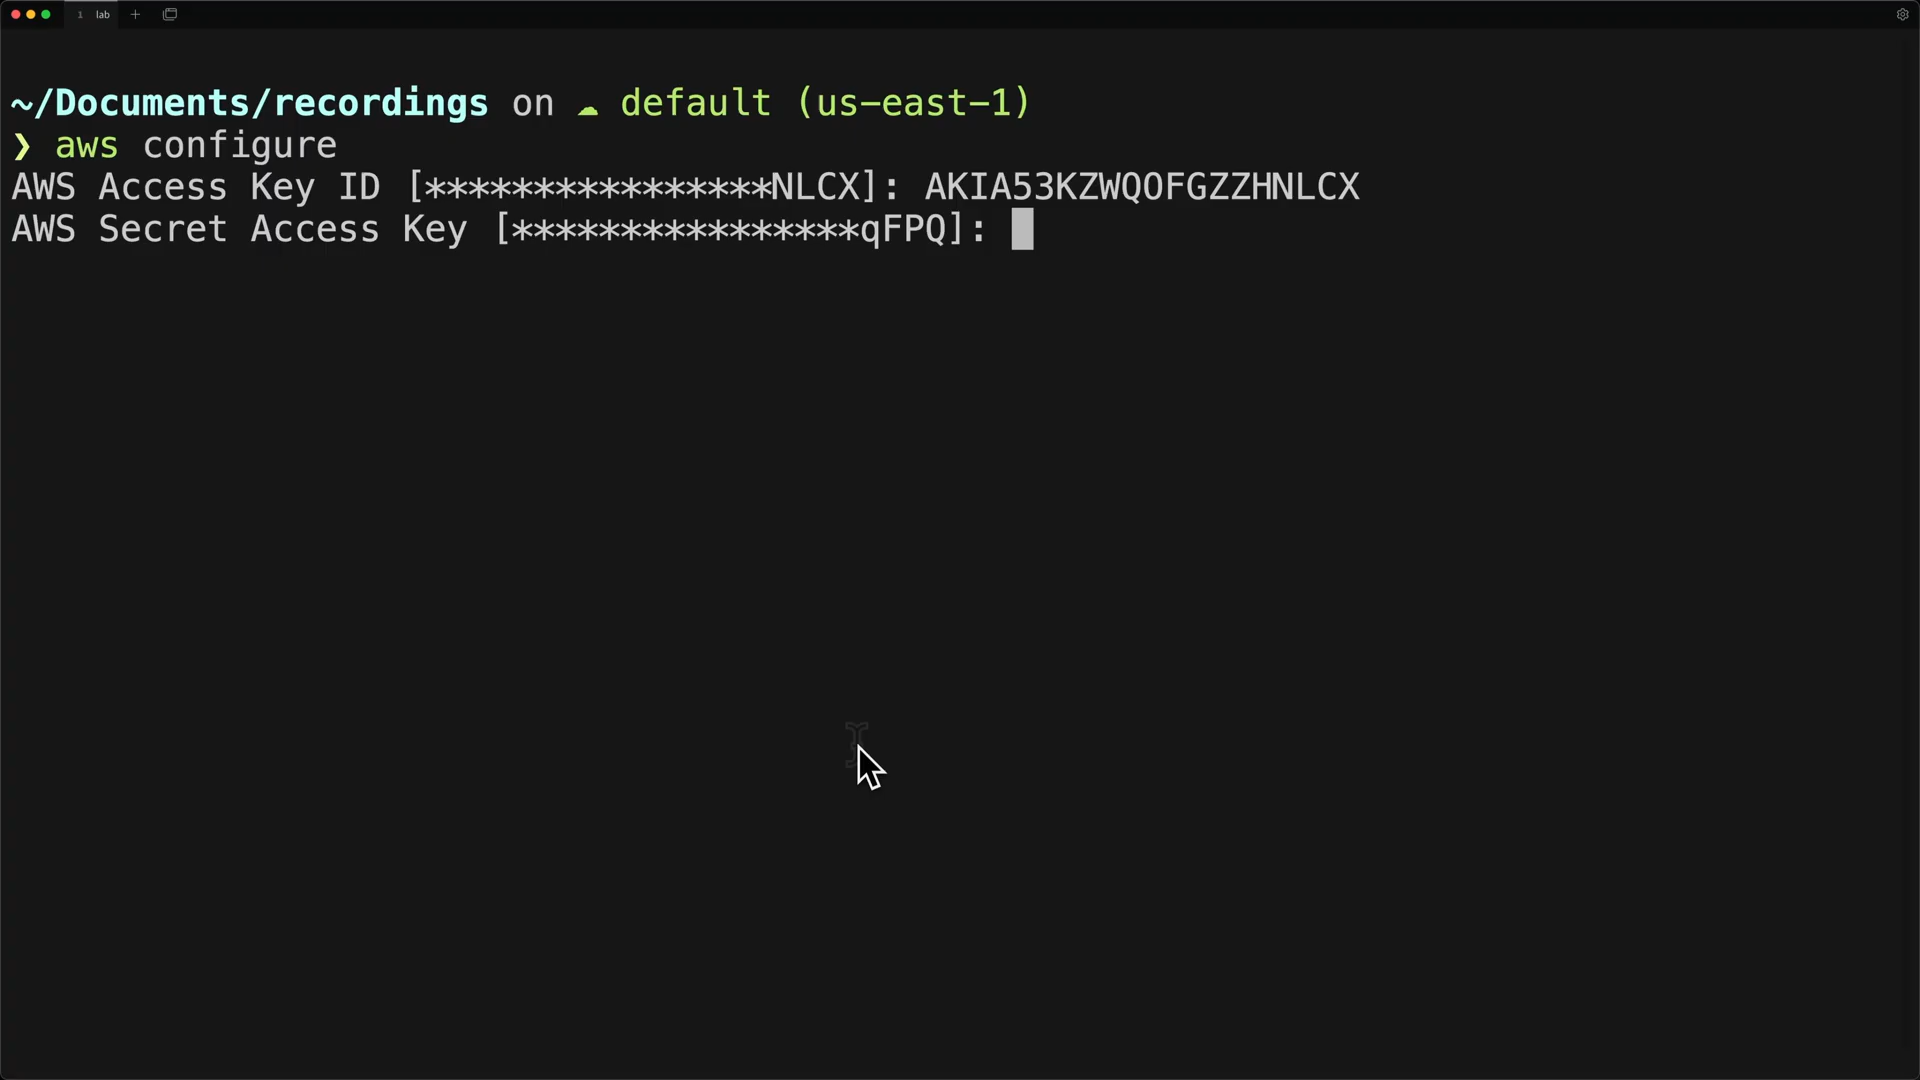 1 lab
~/Documents/recordings on ☁ default (us-east-1)
❯ aws configure
AWS Access Key ID [****************NLCX]: AKIA53KZWQOFGZZHNLCX
AWS Secret Access Key [****************qFPQ]: